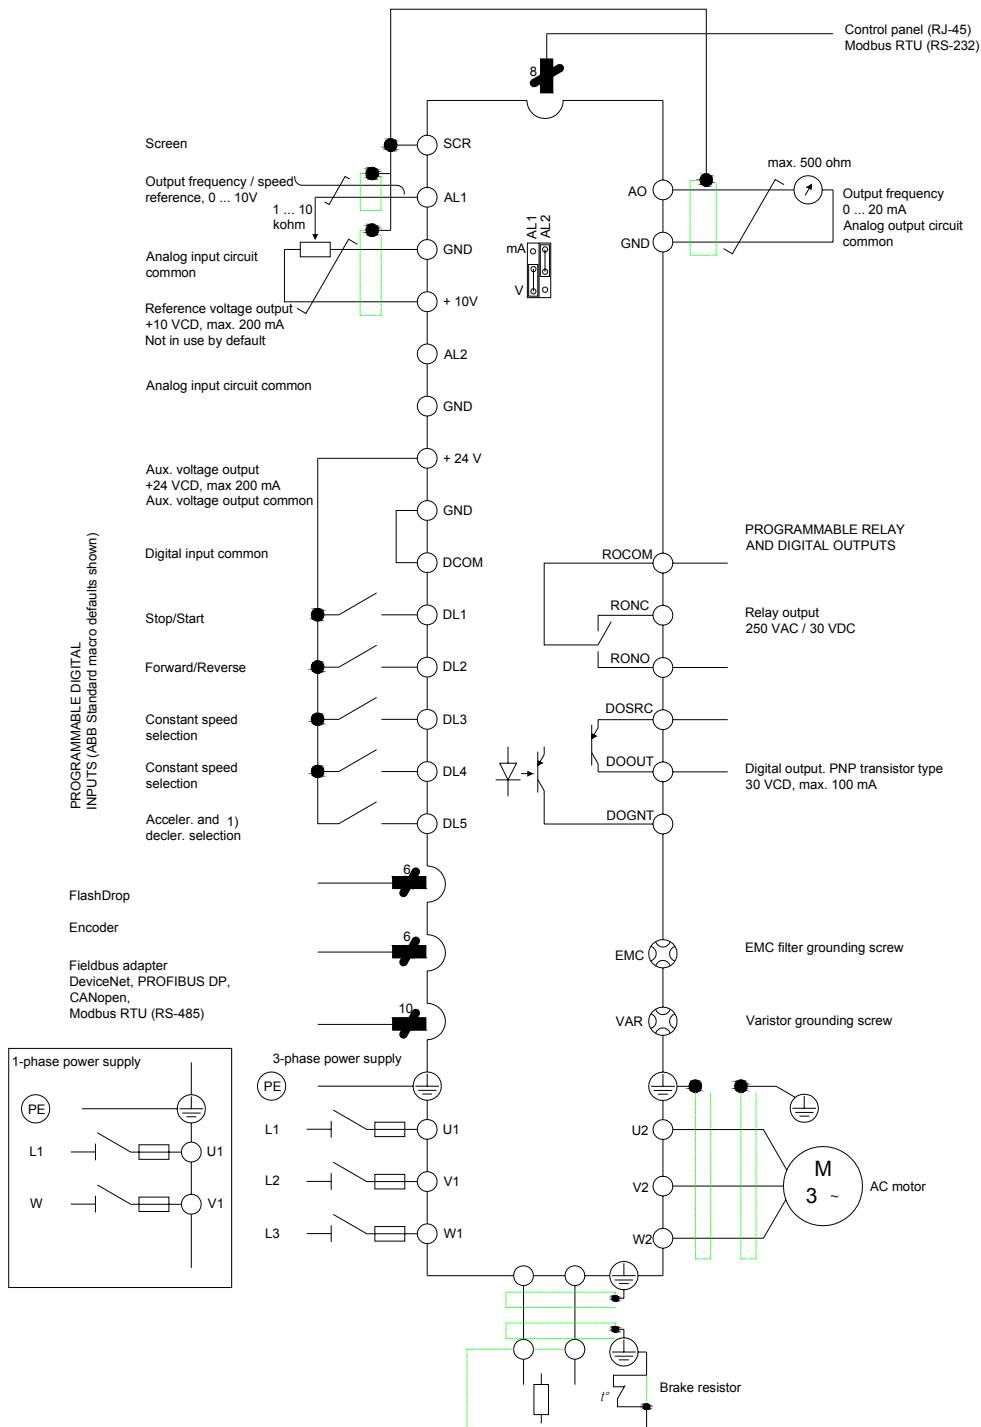 Control panel (RJ-45)
Modbus RTU (RS-232)
8
Screen
SCR
Output frequency / speed
reference, 0 ... 10V
AL1
1 ... 10
kohm
GND
Analog input circuit
common
Reference voltage output
+10 VCD, max. 200 mA
Not in use by default
+ 10V
AL2
Analog input circuit common
GND
AL1
AL2
mA
V
max. 500 ohm
AO
Output frequency
0 ... 20 mA
Analog output circuit
common
GND
+ 24 V
Aux. voltage output
+24 VCD, max 200 mA
Aux. voltage output common
GND
Digital input common
DCOM
PROGRAMMABLE DIGITAL
INPUTS (ABB Standard macro defaults shown)
Stop/Start
DL1
Forward/Reverse
DL2
Constant speed
selection
DL3
Constant speed
selection
DL4
Acceler. and 1)
decler. selection
DL5
PROGRAMMABLE RELAY
AND DIGITAL OUTPUTS
ROCOM
RONC
Relay output
250 VAC / 30 VDC
RONO
DOSRC
DOOUT
Digital output. PNP transistor type
30 VCD, max. 100 mA
DOGNT
6
FlashDrop
Encoder
6
Fieldbus adapter
DeviceNet, PROFIBUS DP,
CANopen,
Modbus RTU (RS-485)
10
EMC
EMC filter grounding screw
VAR
Varistor grounding screw
1-phase power supply
PE
L1
U1
W
V1
3-phase power supply
PE
L1
U1
L2
V1
L3
W1
U2
V2
W2
M
3 ~
AC motor
t°
Brake resistor